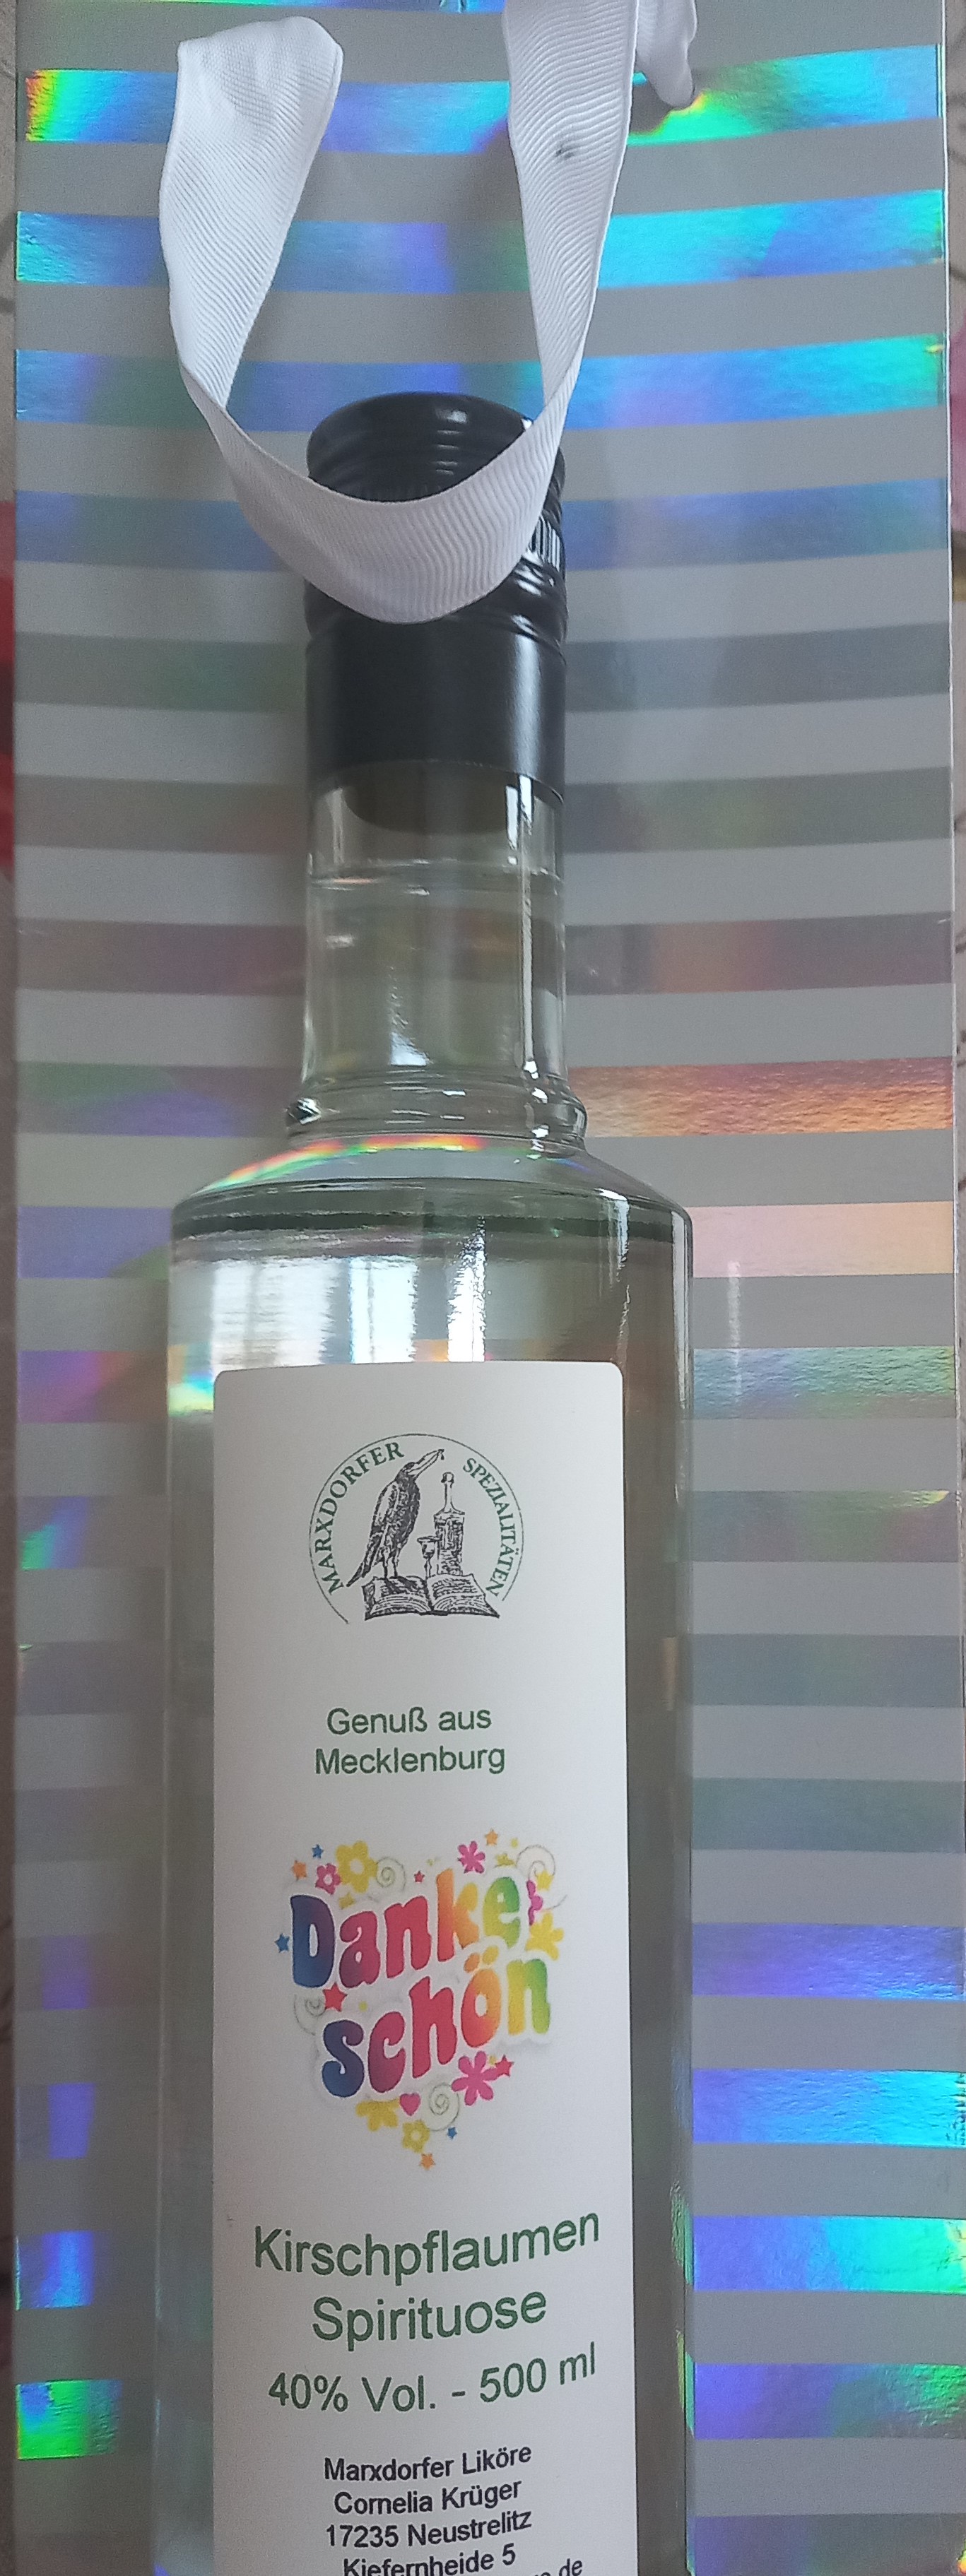 MARXDORFER SPEZIALITÄTEN
Genuß aus
Mecklenburg
Danke
schön
Kirschpflaumen
Spirituose
40% Vol. - 500 ml
Marxdorfer Liköre
Cornelia Krüger
17235 Neustrelitz
Kiefernheide 5